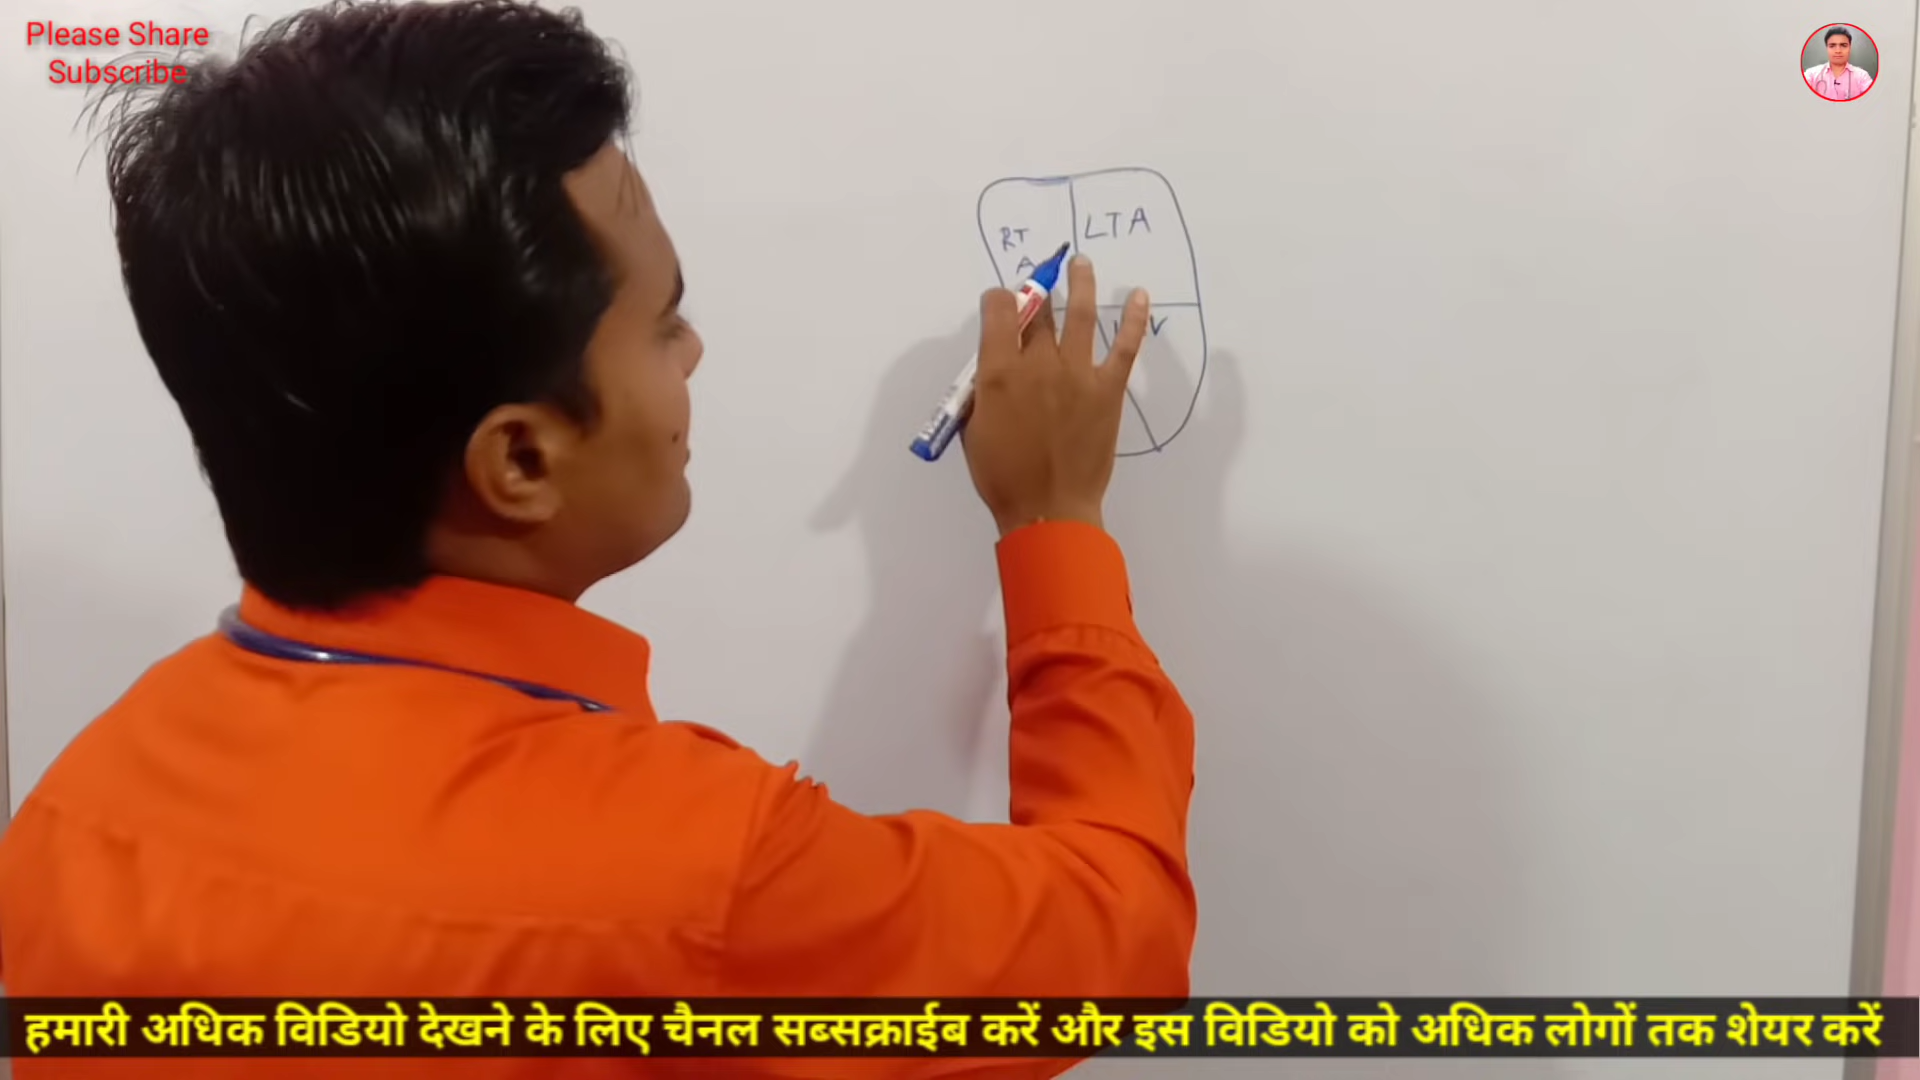 Please Share
Subscribe
RT
A
LTA
हमारी अधिक विडियो देखने के लिए चैनल सब्सक्राईब करें और इस विडियो को अधिक लोगों तक शेयर करें